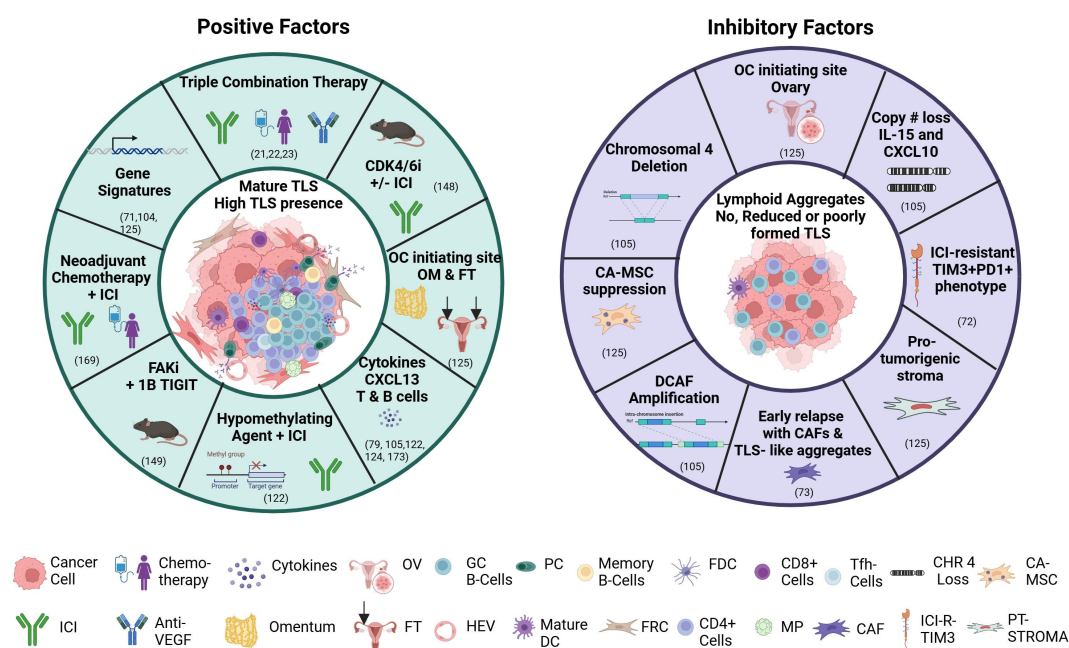 Positive Factors
Triple Combination Therapy
(21,22,23)
CDK4/6i
+/- ICI
(148)
OC initiating site
OM & FT
(125)
Cytokines
CXCL13
T & B cells
(79, 105,122,
124, 173)
Hypomethylating
Agent + ICI
Methyl group
Promoter
Target gene
(122)
FAKi
+ 1B TIGIT
(149)
Neoadjuvant
Chemotherapy
+ ICI
(169)
Gene
Signatures
(71,104,
125)
Mature TLS
High TLS presence
Inhibitory Factors
OC initiating site
Ovary
(125)
Copy # loss
IL-15 and
CXCL10
(105)
ICI-resistant
TIM3+PD1+
phenotype
(72)
Pro-
tumorigenic
stroma
(125)
Early relapse
with CAFs &
TLS- like aggregates
(73)
DCAF
Amplification
Intra-chromosome insertion
Ref
(105)
CA-MSC
suppression
(125)
Chromosomal 4
Deletion
Deletion
Ref
(105)
Lymphoid Aggregates
No, Reduced or poorly
formed TLS
Cancer
Cell
Chemo-
therapy
Cytokines
OV
GC
B-Cells
PC
Memory
B-Cells
FDC
CD8+
Cells
Tfh-
Cells
CHR 4
Loss
CA-
MSC
ICI
Anti-
VEGF
Omentum
FT
HEV
Mature
DC
FRC
CD4+
Cells
MP
CAF
ICI-R-
TIM3
PT-
STROMA